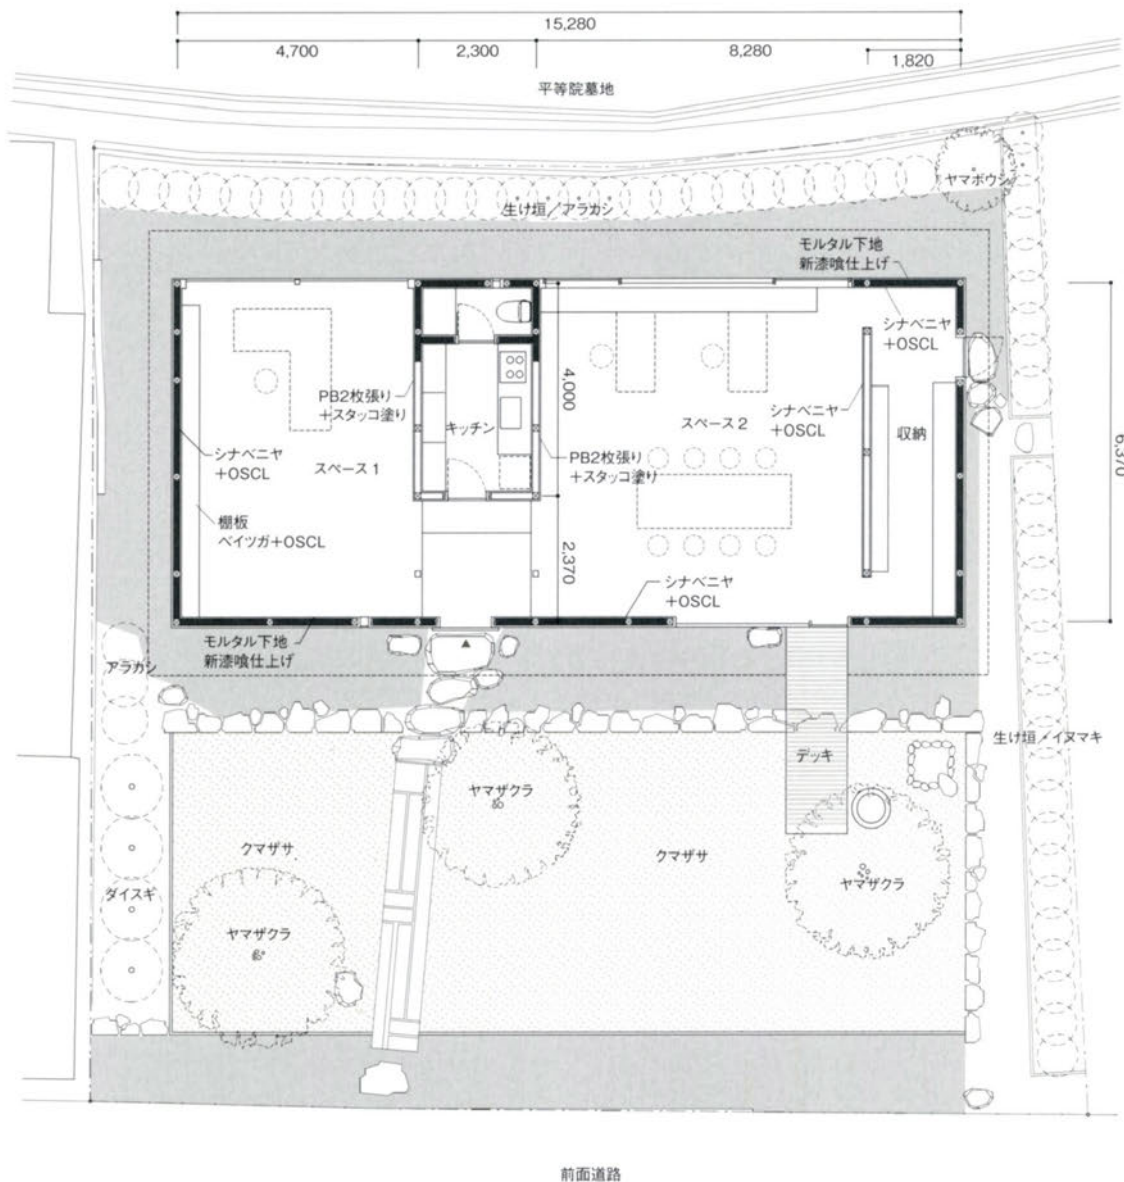 15,280
4,700
2,300
8,280
1,820
平等院墓地
ヤマボウシ
生け垣／アラカシ
モルタル下地
新漆喰仕上げ
シナベニヤ
+OSCL
PB2枚張り
+スタッコ塗り
4,000
キッチン
スペース 1
スペース 2
シナベニヤ
+OSCL
収納
6,370
シナベニヤ
+OSCL
PB2枚張り
+スタッコ塗り
棚板
ベイツガ+OSCL
2,370
シナベニヤ
+OSCL
モルタル下地
新漆喰仕上げ
アラカシ
生け垣・イヌマキ
デッキ
ヤマザクラ
クマザサ
クマザサ
ヤマザクラ
ダイスギ
ヤマザクラ
前面道路